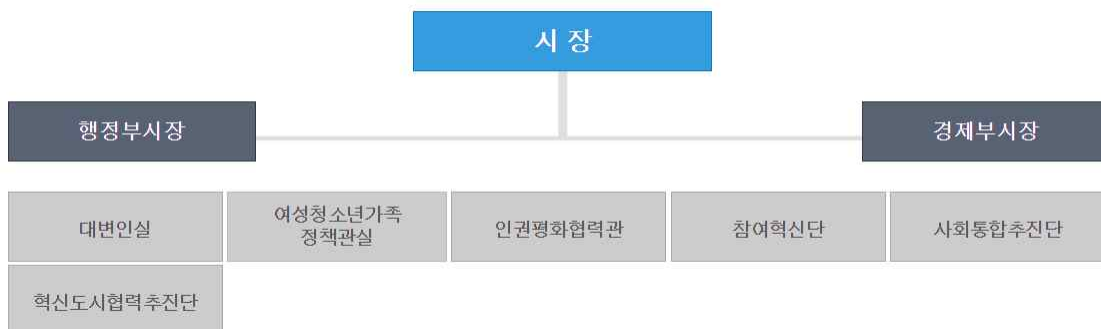 시 장
행정부시장
경제부시장
대변인실
여성청소년가족
정책관실
인권평화협력관
참여혁신단
사회통합추진단
혁신도시협력추진단